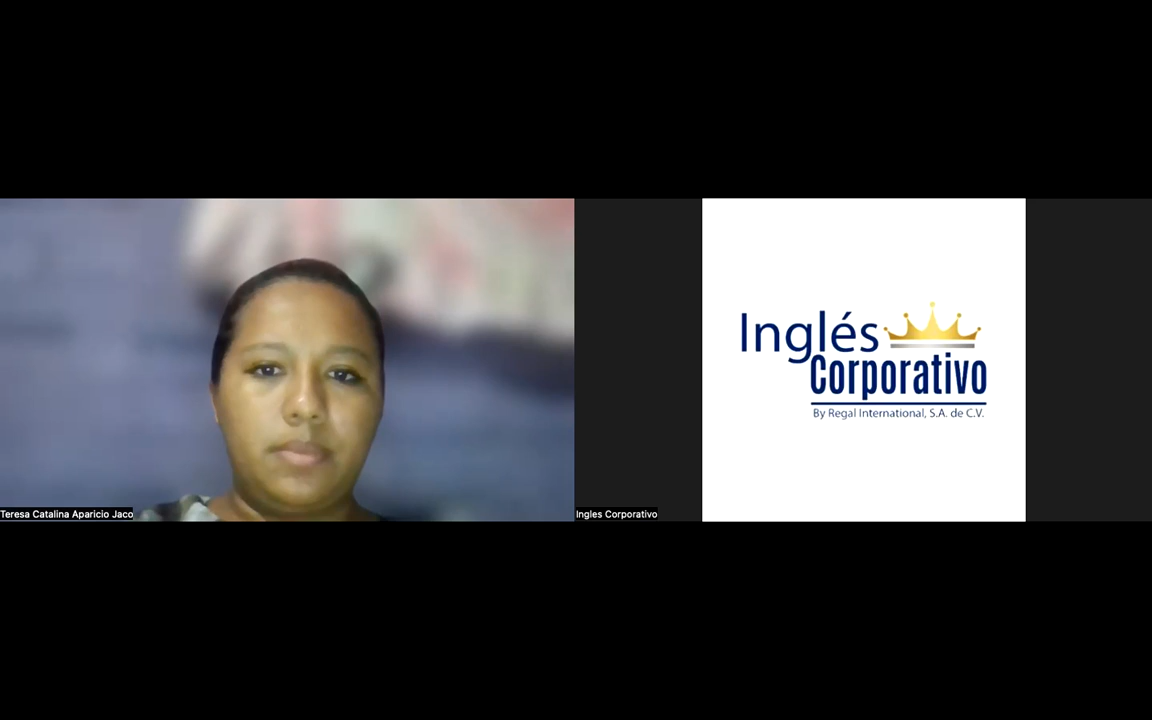 Inglés
Corporativo
By Regal International, S.A. de C.V.
Teresa Catalina Aparicio Jaco
Ingles Corporativo